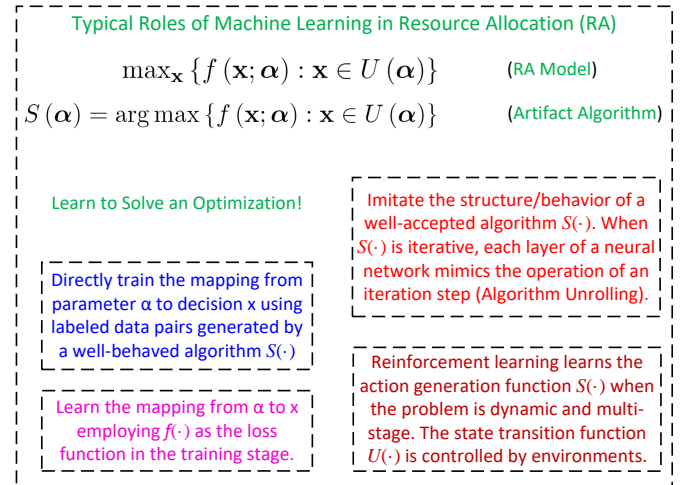 Typical Roles of Machine Learning in Resource Allocation (RA)
max_x {f (x; α) : x ∈ U (α)} (RA Model)
S (α) = arg max {f (x; α) : x ∈ U (α)} (Artifact Algorithm)
Learn to Solve an Optimization!
Imitate the structure/behavior of a
well-accepted algorithm S(·). When
S(·) is iterative, each layer of a neural
network mimics the operation of an
iteration step (Algorithm Unrolling).
Directly train the mapping from
parameter α to decision x using
labeled data pairs generated by
a well-behaved algorithm S(·)
Reinforcement learning learns the
action generation function S(·) when
the problem is dynamic and multi-
stage. The state transition function
U(·) is controlled by environments.
Learn the mapping from α to x
employing f(·) as the loss
function in the training stage.